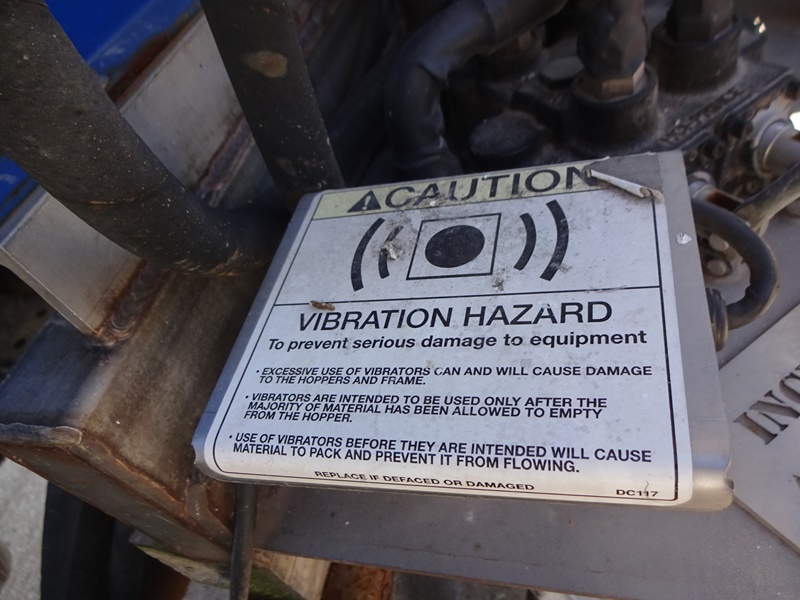 CAUTION
VIBRATION HAZARD
To prevent serious damage to equipment
• EXCESSIVE USE OF VIBRATORS CAN AND WILL CAUSE DAMAGE
TO THE HOPPERS AND FRAME.
• VIBRATORS ARE INTENDED TO BE USED ONLY AFTER THE
MAJORITY OF MATERIAL HAS BEEN ALLOWED TO EMPTY
FROM THE HOPPER.
• USE OF VIBRATORS BEFORE THEY ARE INTENDED WILL CAUSE
MATERIAL TO PACK AND PREVENT IT FROM FLOWING.
REPLACE IF DEFACED OR DAMAGED
DC117